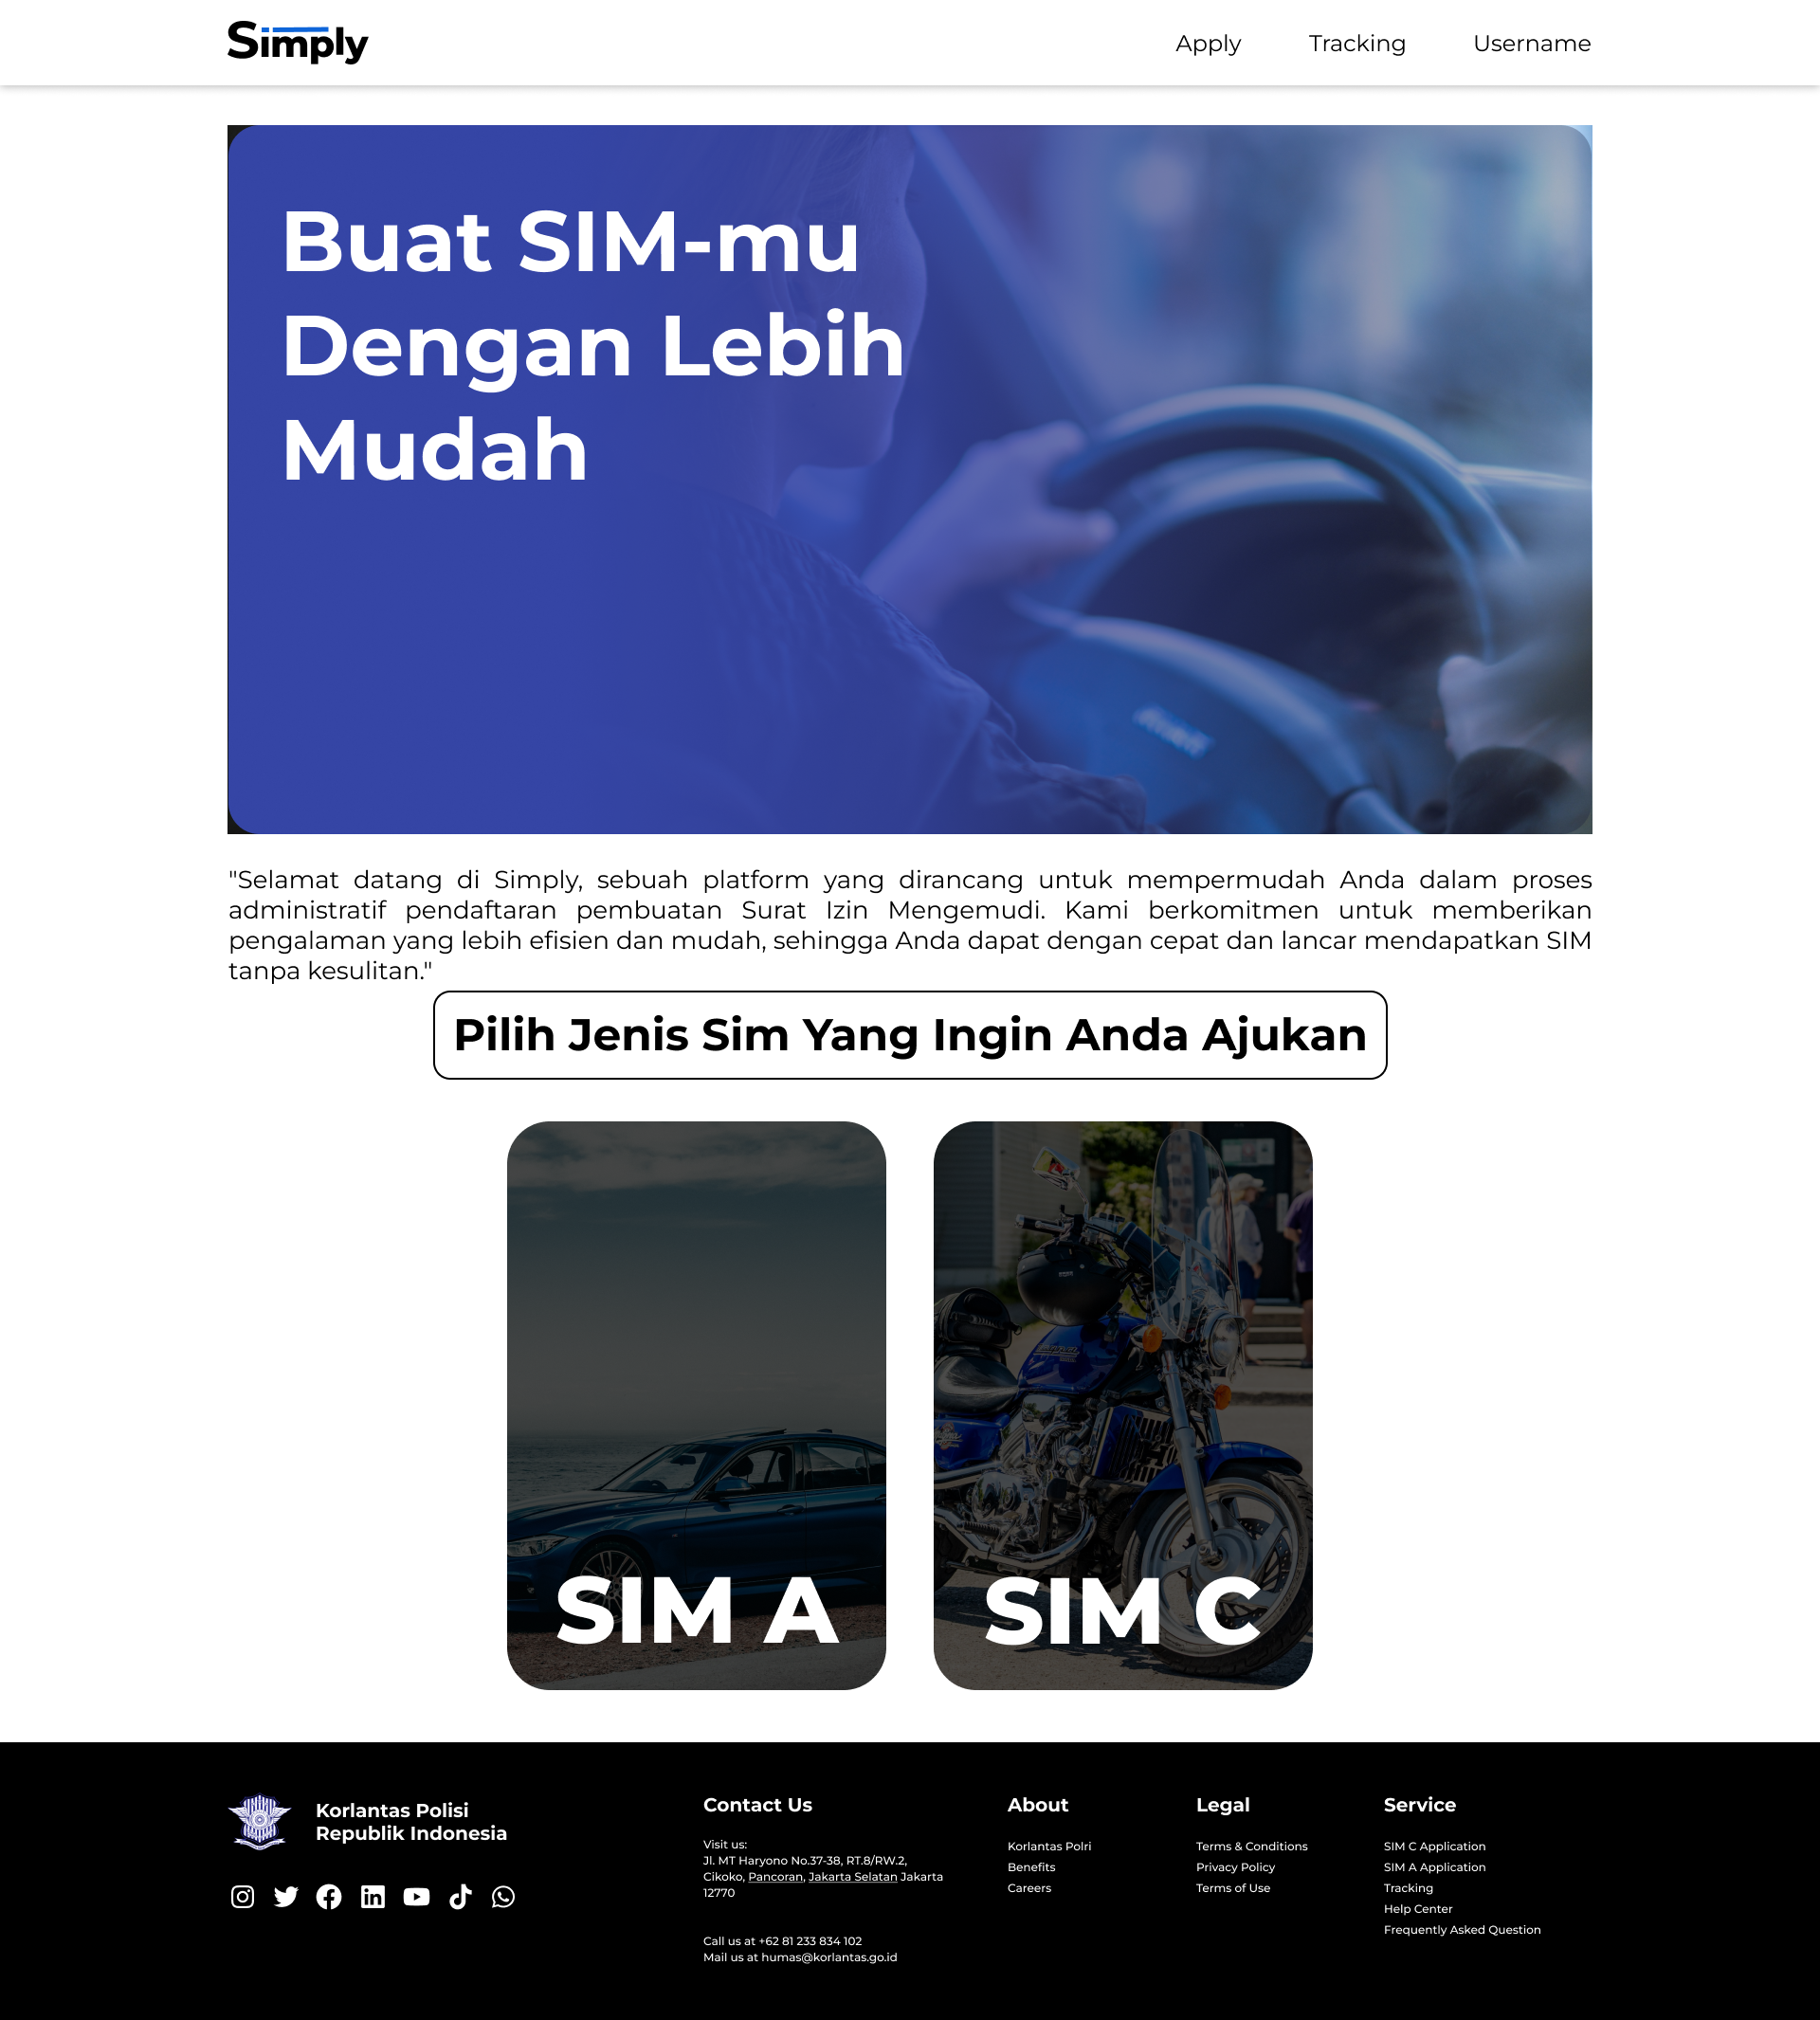 Simply
Apply
Tracking
Username
Buat SIM-mu
Dengan Lebih
Mudah
"Selamat datang di Simply, sebuah platform yang dirancang untuk mempermudah Anda dalam proses
administratif pendaftaran pembuatan Surat Izin Mengemudi. Kami berkomitmen untuk memberikan
pengalaman yang lebih efisien dan mudah, sehingga Anda dapat dengan cepat dan lancar mendapatkan SIM
tanpa kesulitan."
Pilih Jenis Sim Yang Ingin Anda Ajukan
SIM A
SIM C
Korlantas Polisi
Republik Indonesia
Contact Us
Visit us:
Jl. MT Haryono No.37-38, RT.8/RW.2,
Cikoko, Pancoran, Jakarta Selatan Jakarta
12770
Call us at +62 81 233 834 102
Mail us at humas@korlantas.go.id
About
Korlantas Polri
Benefits
Careers
Legal
Terms & Conditions
Privacy Policy
Terms of Use
Service
SIM C Application
SIM A Application
Tracking
Help Center
Frequently Asked Question